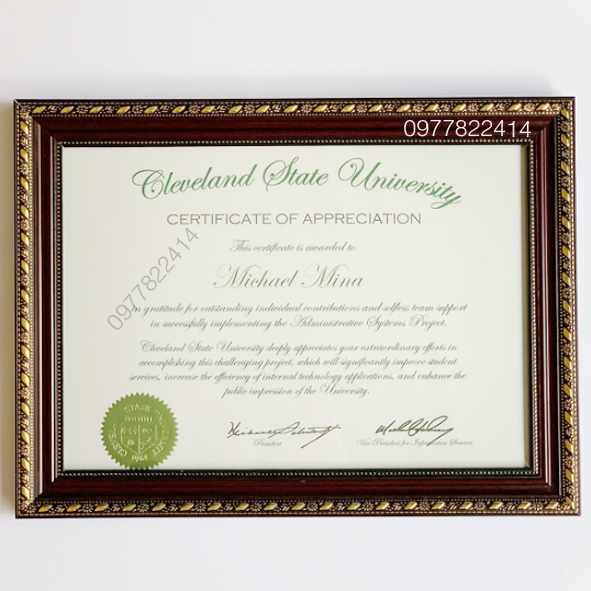 0977822414
Cleveland State University
CERTIFICATE OF APPRECIATION
This certificate is awarded to
0977822414
Michael Mina
In gratitude for outstanding individual contributions and selfless team support
in successfully implementing the Administrative Systems Project.
Cleveland State University deeply appreciates your extraordinary efforts in
accomplishing this challenging project, which will significantly improve student
services, increase the efficiency of internal technology applications, and enhance the
public impression of the University.
President
Vice President for Information Services
STATE
1964